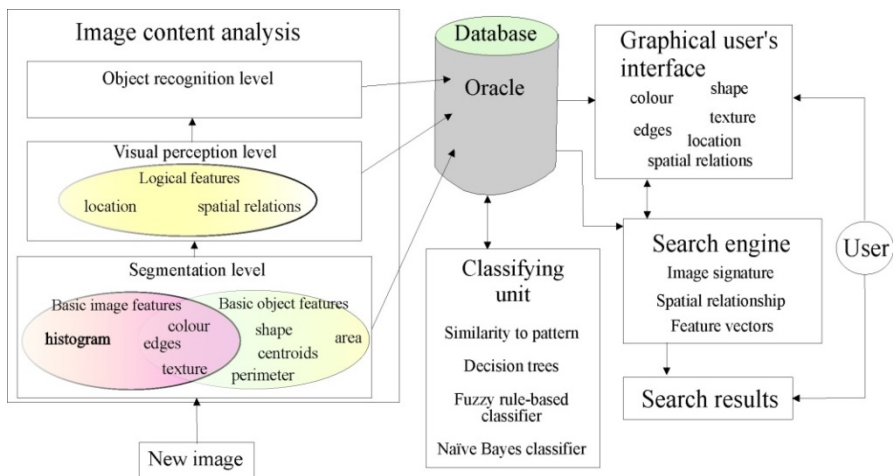 Image content analysis
Object recognition level
Visual perception level
Logical features
location spatial relations
Segmentation level
Basic image features Basic object features
histogram
colour
edges
texture
shape
centroids
perimeter
area
New image
Database
Oracle
Classifying
unit
Similarity to pattern
Decision trees
Fuzzy rule-based
classifier
Naïve Bayes classifier
Graphical user's
interface
colour shape
texture
edges
location
spatial relations
Search engine
Image signature
Spatial relationship
Feature vectors
Search results
User